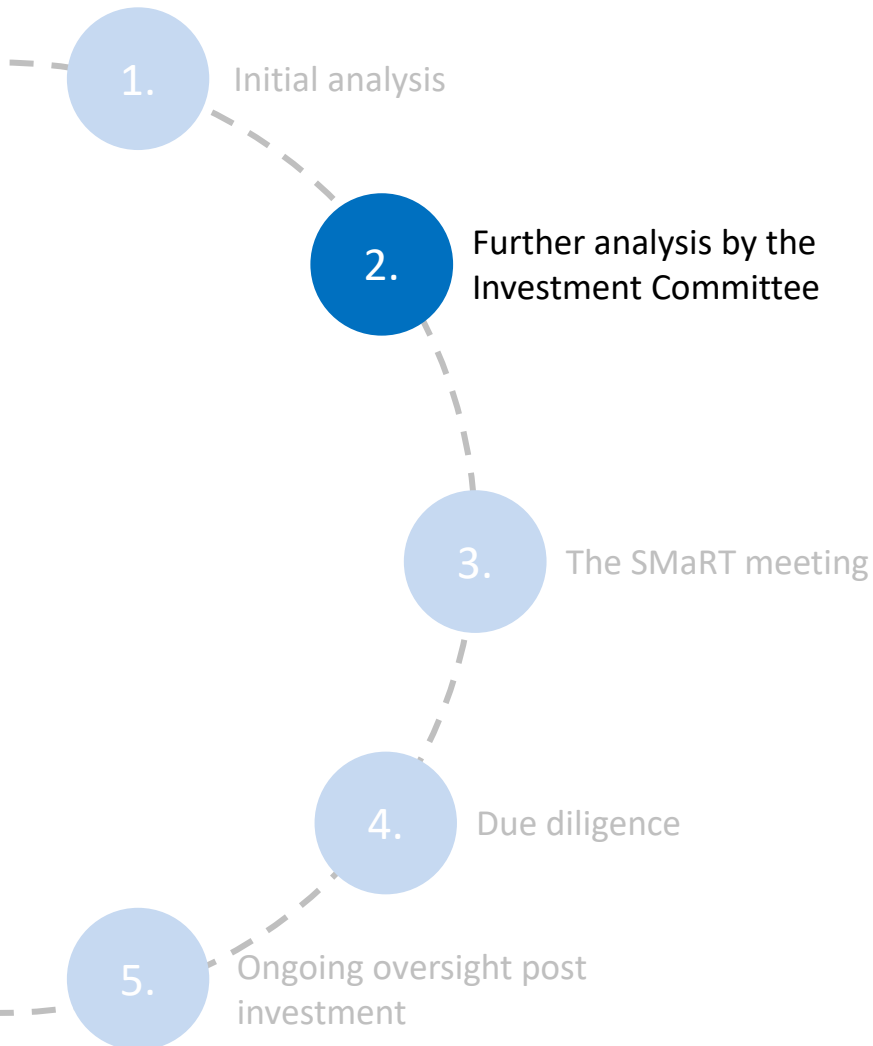 1.
Initial analysis
2.
Further analysis by the
Investment Committee
3.
The SMaRT meeting
4.
Due diligence
5.
Ongoing oversight post
investment